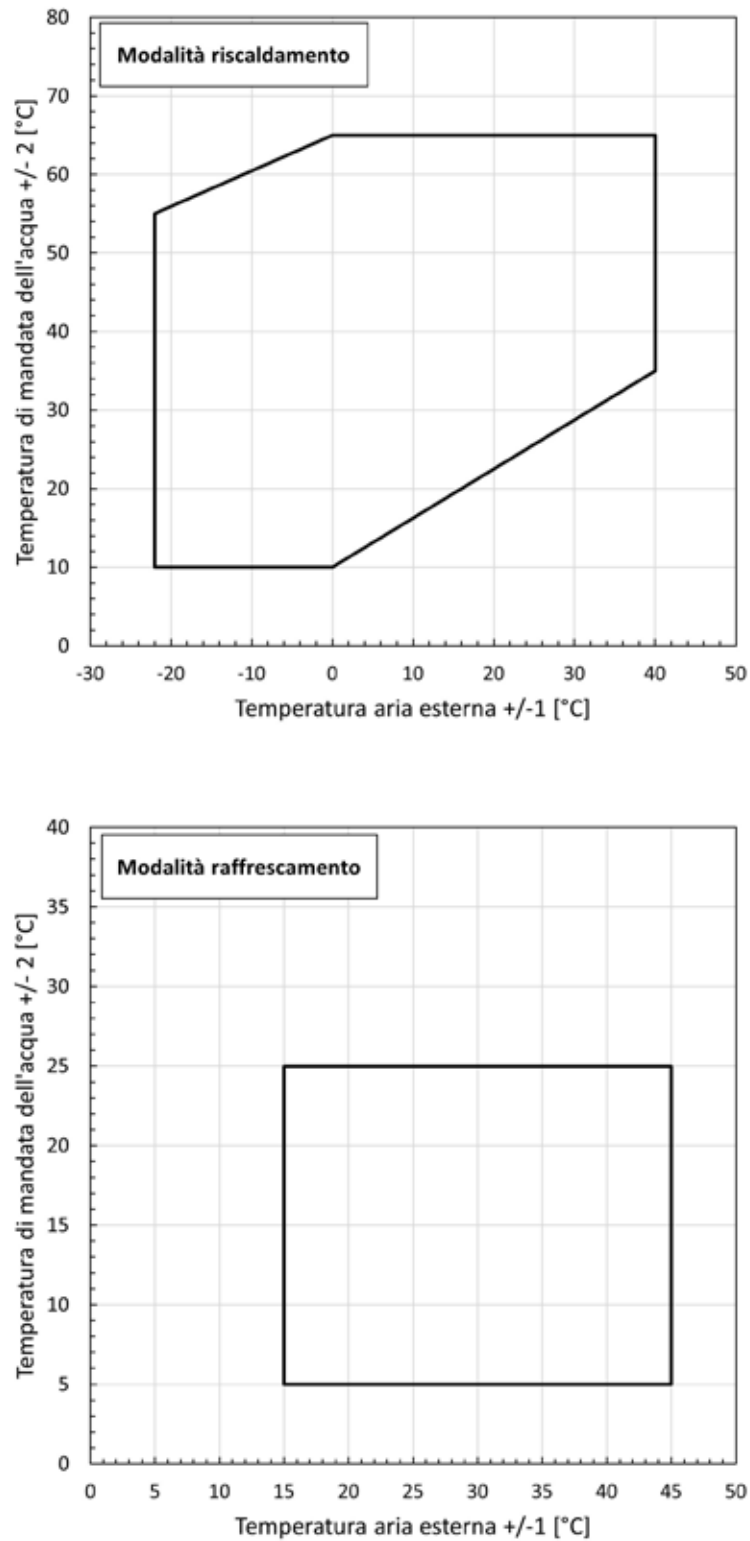 80
Modalità riscaldamento
70
60
50
40
30
20
10
0
Temperatura di mandata dell'acqua +/- 2 [°C]
-30 -20 -10 0 10 20 30 40 50
Temperatura aria esterna +/-1 [°C]
40
Modalità raffrescamento
35
30
25
20
15
10
5
0
Temperatura di mandata dell'acqua +/- 2 [°C]
0 5 10 15 20 25 30 35 40 45 50
Temperatura aria esterna +/-1 [°C]